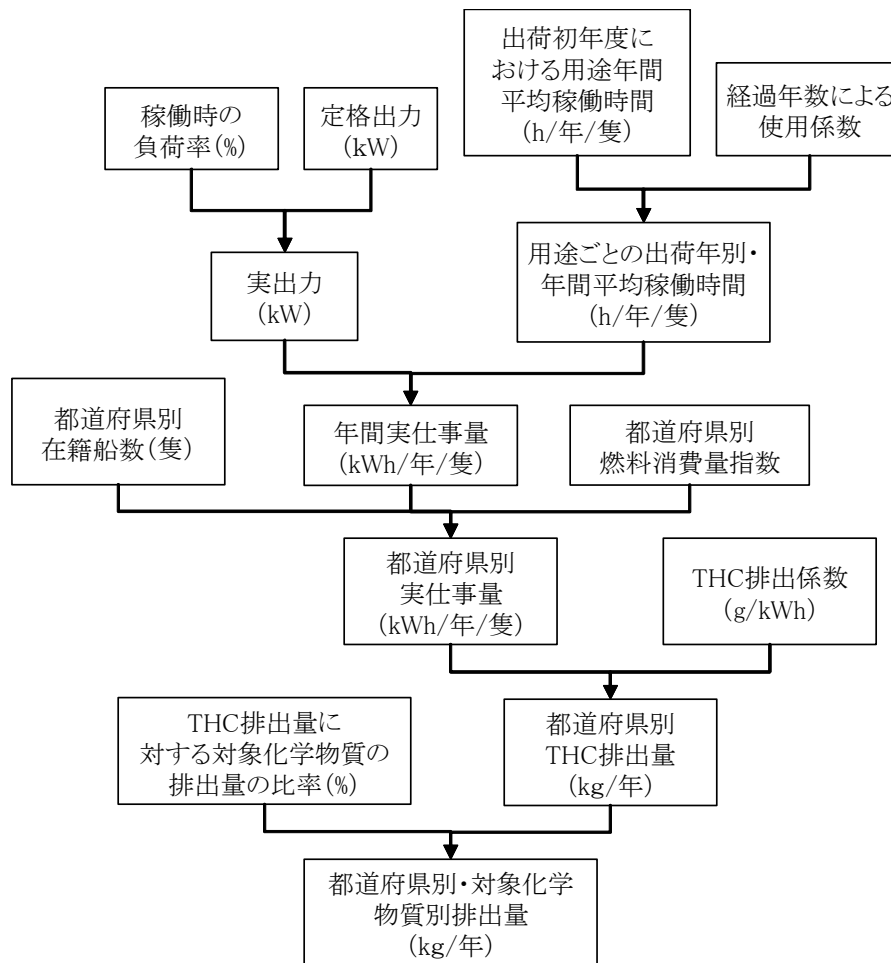 出荷初年度に
おける用途年間
平均稼働時間
(h/年/隻)
稼働時の
負荷率(%)
定格出力
(kW)
経過年数による
使用係数
実出力
(kW)
用途ごとの出荷年別・
年間平均稼働時間
(h/年/隻)
都道府県別
在籍船数(隻)
年間実仕事量
(kWh/年/隻)
都道府県別
燃料消費量指数
都道府県別
実仕事量
(kWh/年/隻)
THC排出係数
(g/kWh)
THC排出量に
対する対象化学物質の
排出量の比率(%)
都道府県別
THC排出量
(kg/年)
都道府県別・対象化学
物質別排出量
(kg/年)